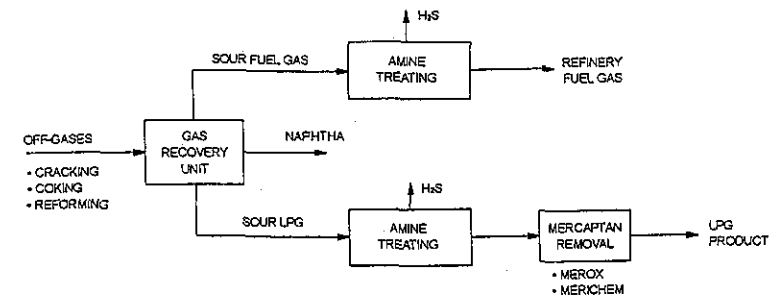 H₂S
SOUR FUEL GAS
AMINE
TREATING
REFINERY
FUEL GAS
OFF-GASES
• CRACKING
• COKING
• REFORMING
GAS
RECOVERY
UNIT
NAPHTHA
H₂S
SOUR LPG
AMINE
TREATING
MERCAPTAN
REMOVAL
• MEROX
• MERICHEM
LPG
PRODUCT